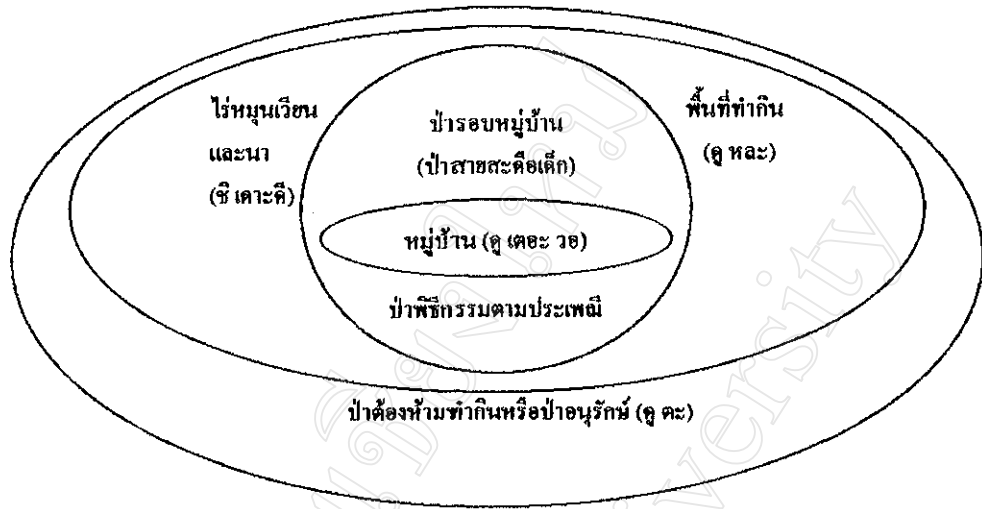 ไร่หมุนเวียน
และนา
(ชิ เดาะคี)
ป่ารอบหมู่บ้าน
(ป่าสายสะดือเด็ก)
พื้นที่ทำกิน
(ดู หละ)
หมู่บ้าน (ดู เตอะ วอ)
ป่าพิธีกรรมตามประเพณี
ป่าต้องห้ามทำกินหรือป่าอนุรักษ์ (ดู ตะ)